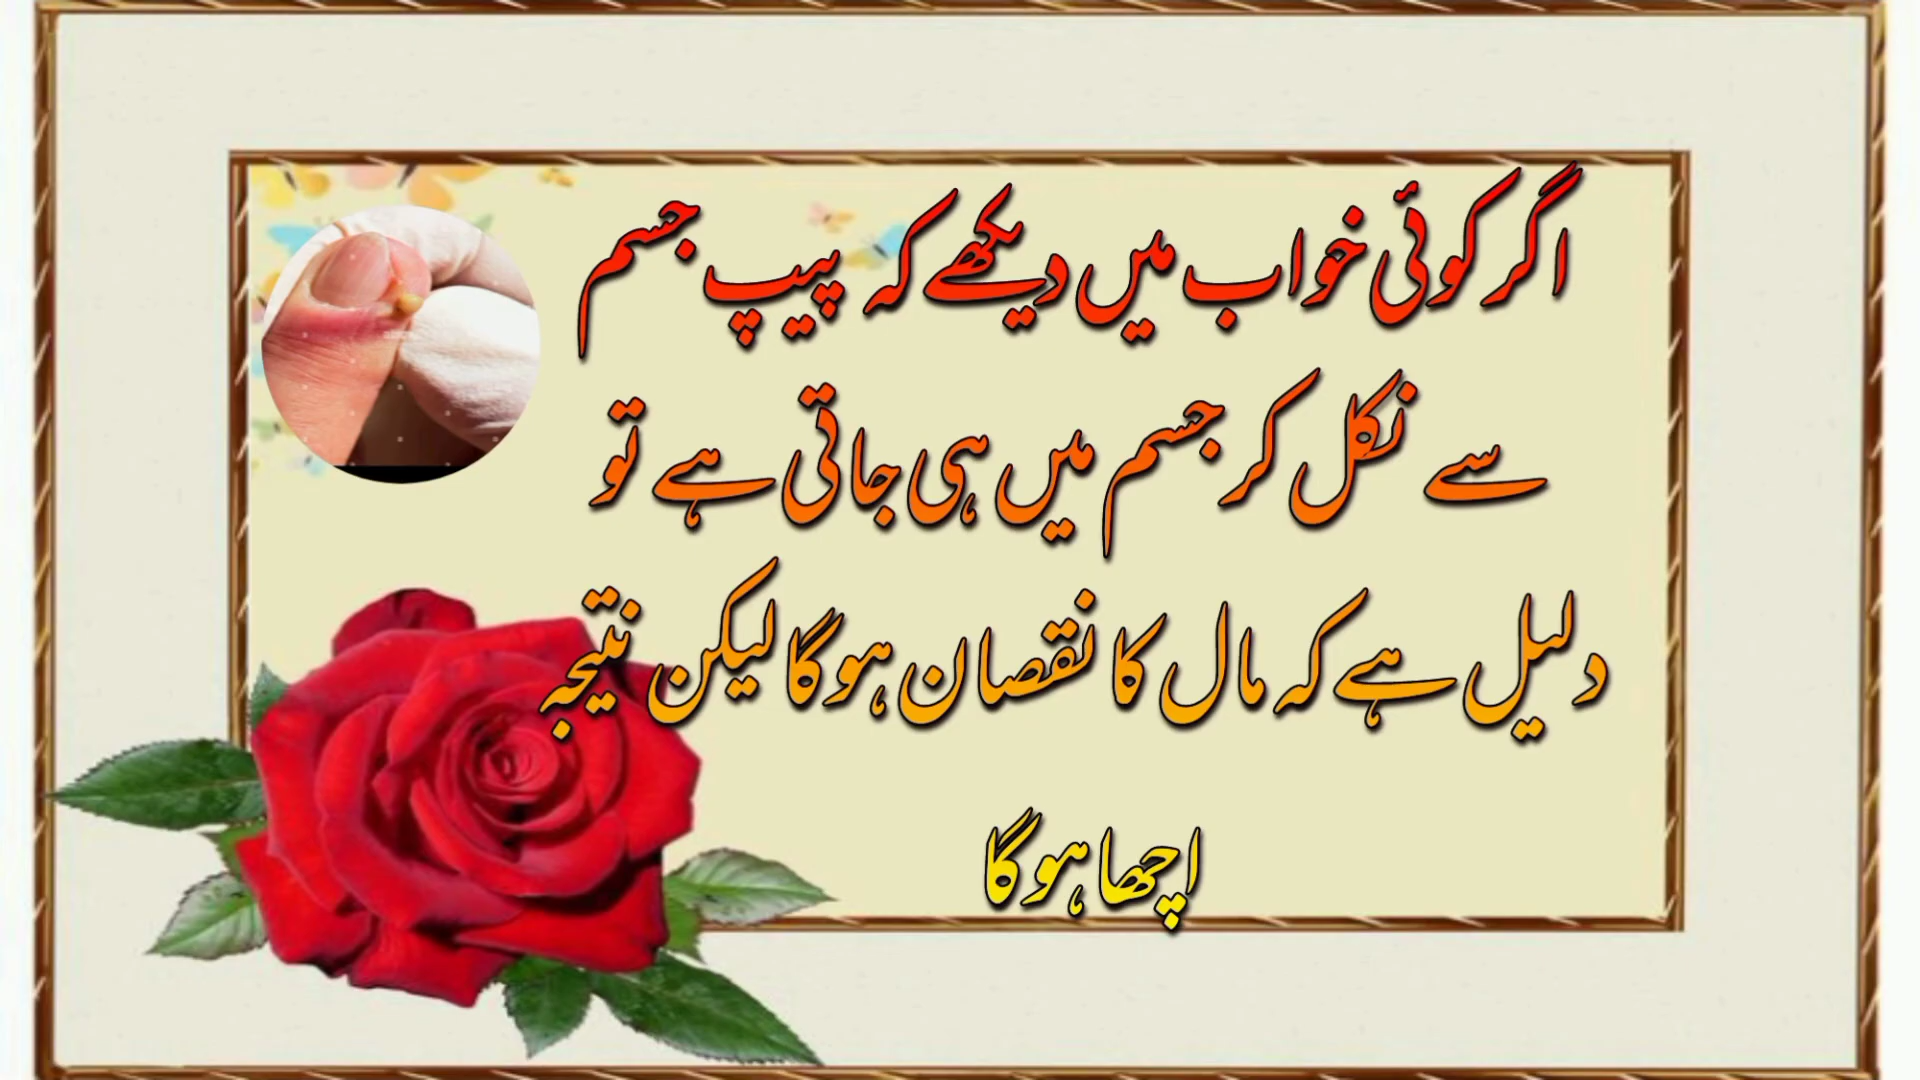 اگر کوئی خواب میں دیکھے کہ پیپ جسم
سے نکل کر جسم میں ہی جاتی ہے تو
دلیل ہے کہ مال کا نقصان ہوگا لیکن نتیجہ
اچھا ہوگا